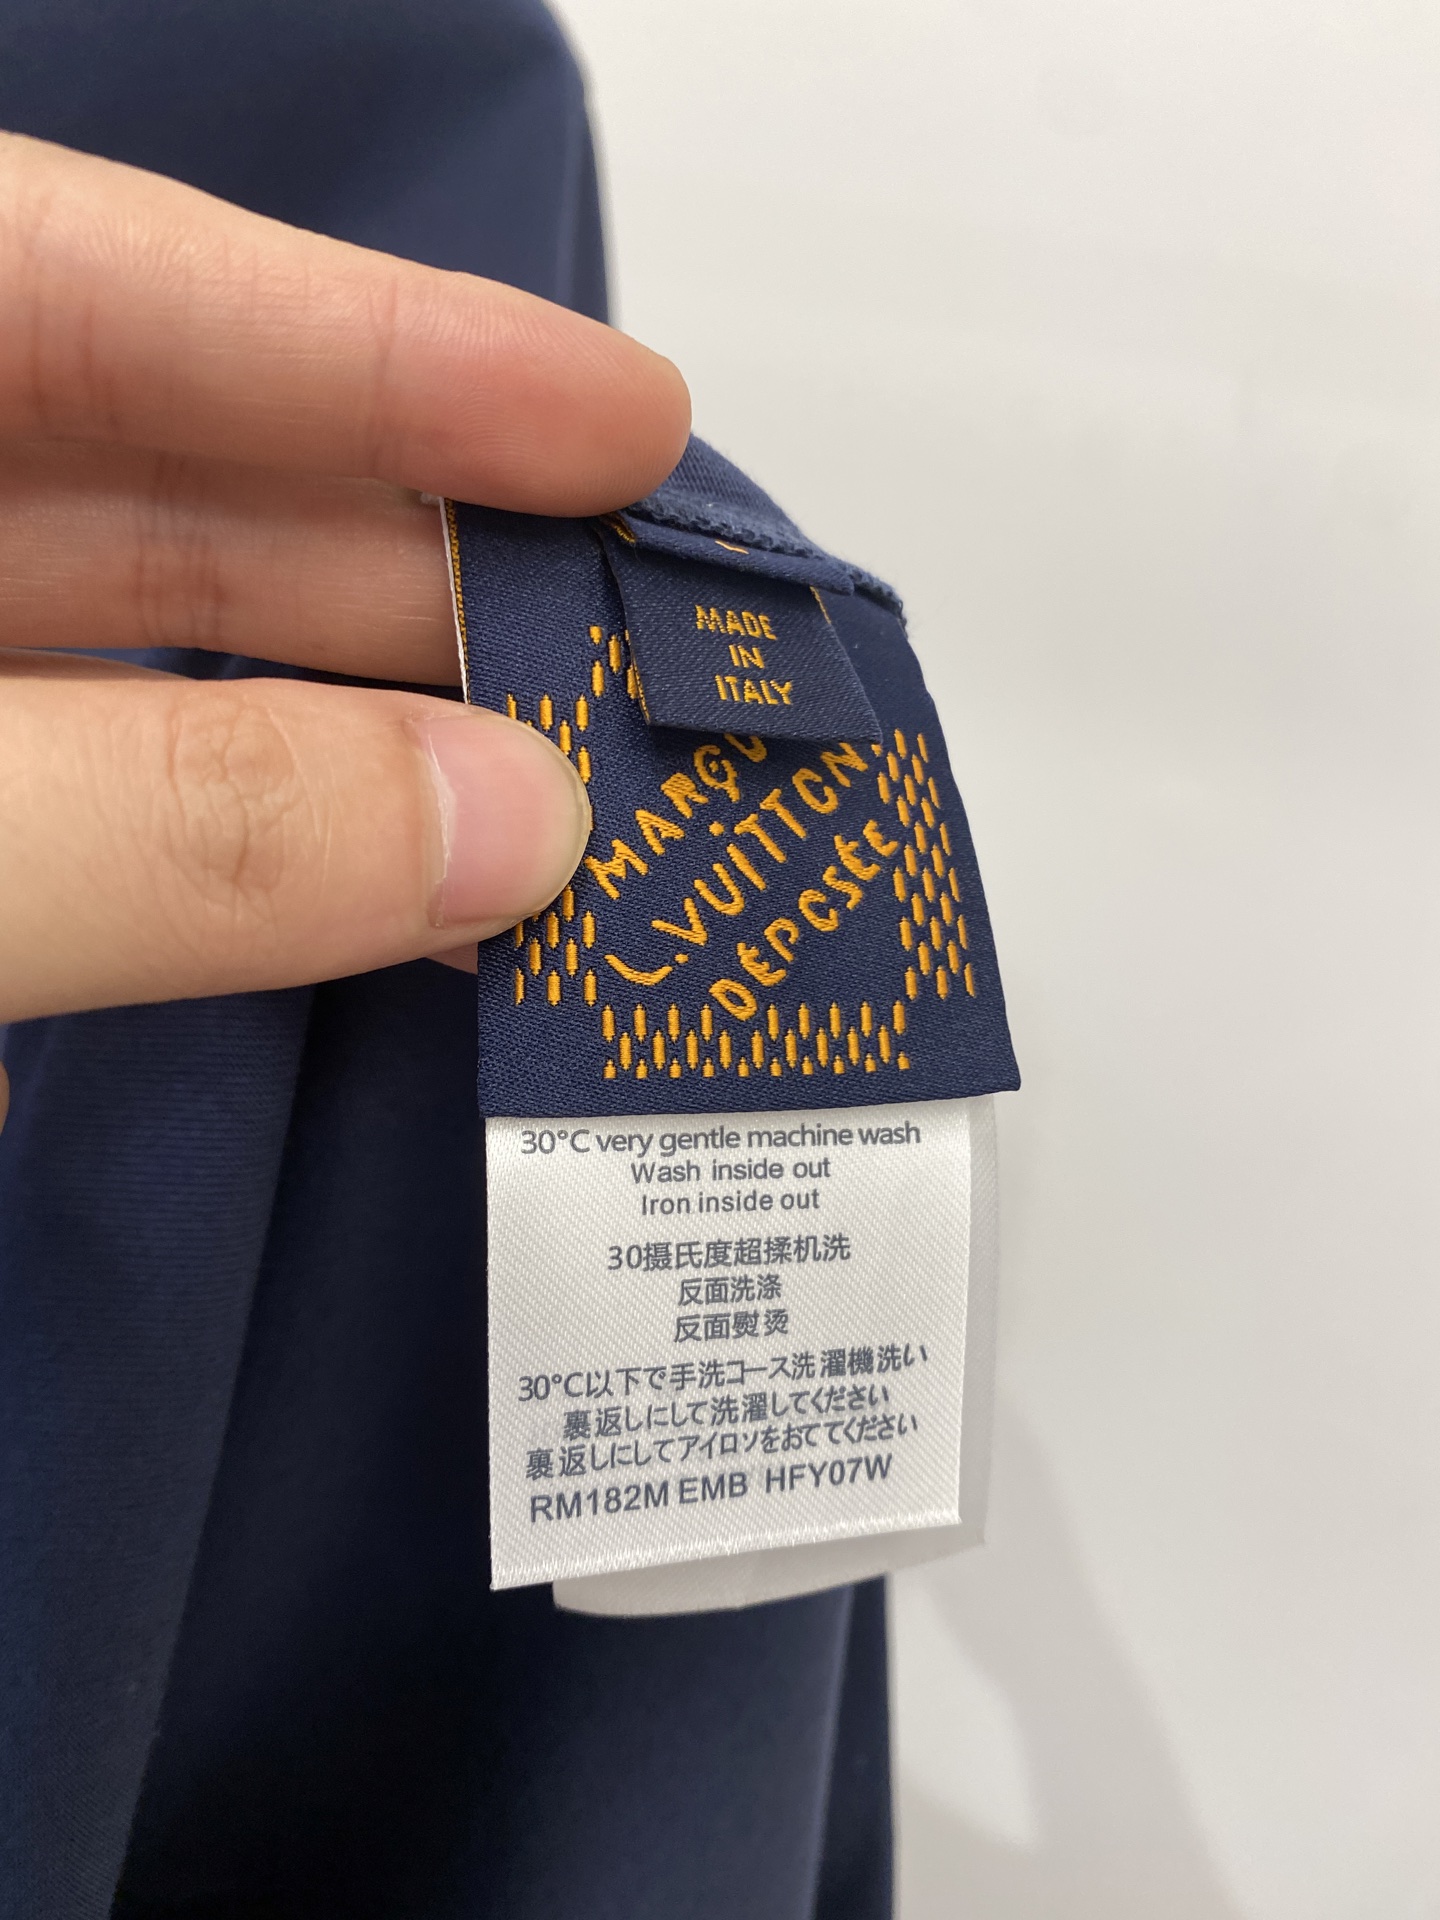 MADE
IN
ITALY
MARQU
L.VUITTON
DÉPOSÉE
30°C very gentle machine wash
Wash inside out
Iron inside out
30摄氏度超揉机洗
反面洗涤
反面熨烫
30°C以下で手洗コース洗濯機洗い
裏返しにして洗濯してください
裏返しにしてアイロソをおててください
RM182M EMB HFY07W